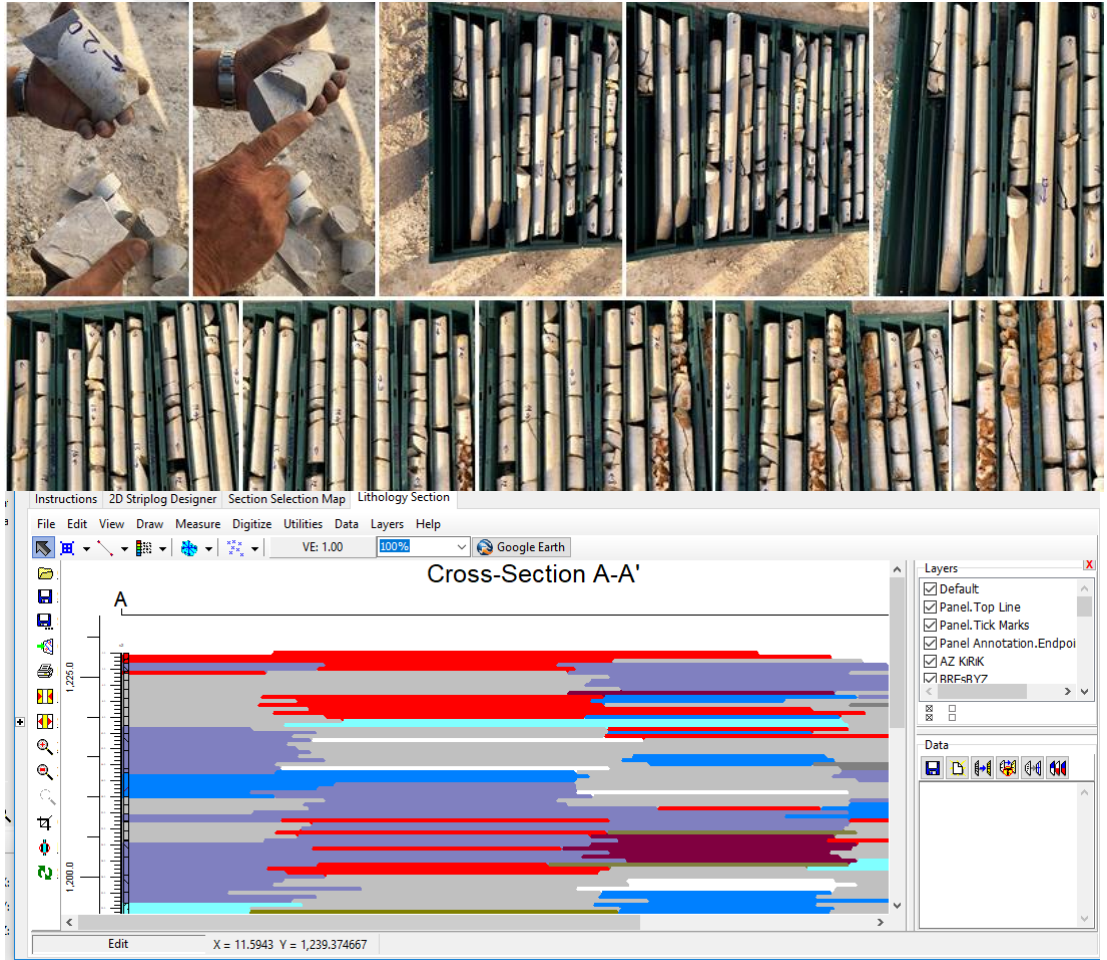 20
Instructions 2D Striplog Designer Section Selection Map Lithology Section
File Edit View Draw Measure Digitize Utilities Data Layers Help
VE: 1.00 100% Google Earth
Layers
Cross-Section A-A'
A
Default
Panel.Top Line
Panel.Tick Marks
Panel Annotation.Endpoi
AZ KiRiK
BREsBYZ
1,225.0
Data
1,200.0
Edit X = 11.5943 Y = 1,239.374667